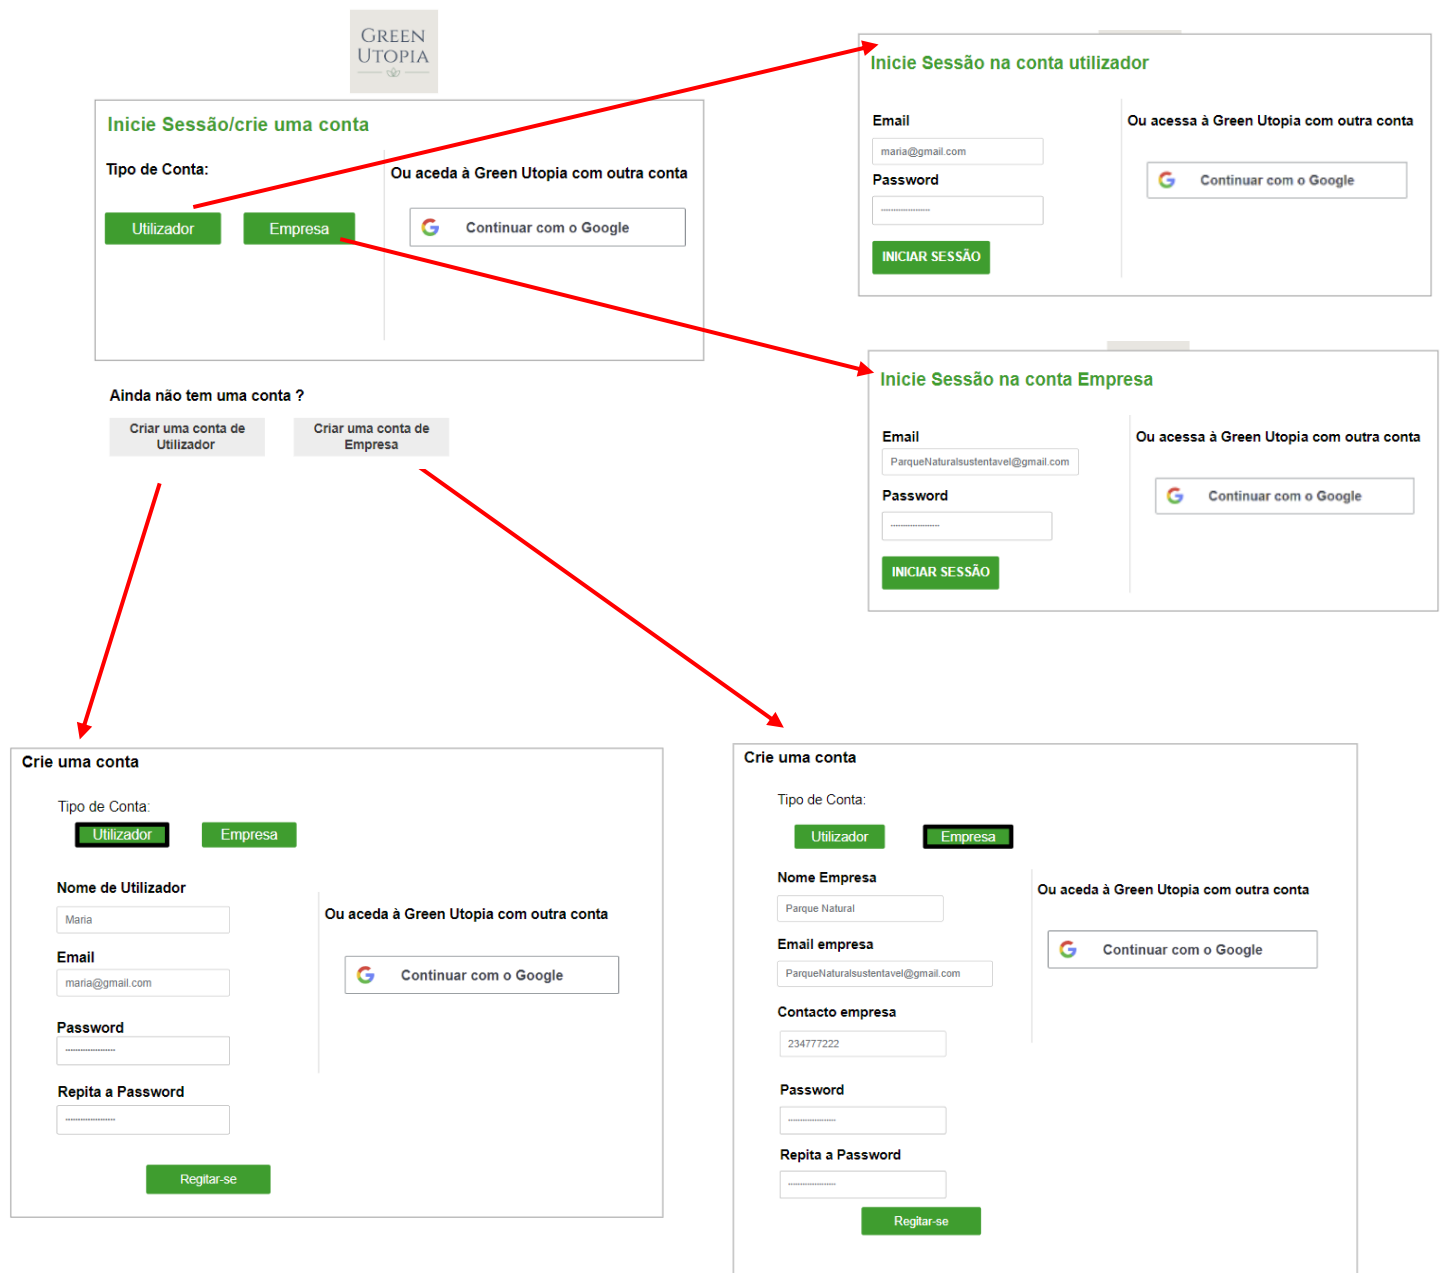 GREEN
UTOPIA
Inicie Sessão/crie uma conta
Tipo de Conta:
Utilizador
Empresa
Ou aceda à Green Utopia com outra conta
Continuar com o Google
Ainda não tem uma conta ?
Criar uma conta de
Utilizador
Criar uma conta de
Empresa
Inicie Sessão na conta utilizador
Email
maria@gmail.com
Password
INICIAR SESSÃO
Ou acessa à Green Utopia com outra conta
Continuar com o Google
Inicie Sessão na conta Empresa
Email
ParqueNaturalsustentavel@gmail.com
Password
INICIAR SESSÃO
Ou acessa à Green Utopia com outra conta
Continuar com o Google
Crie uma conta
Tipo de Conta:
Utilizador
Empresa
Nome de Utilizador
Maria
Email
maria@gmail.com
Password
Repita a Password
Regitar-se
Ou aceda à Green Utopia com outra conta
Continuar com o Google
Crie uma conta
Tipo de Conta:
Utilizador
Empresa
Nome Empresa
Parque Natural
Email empresa
ParqueNaturalsustentavel@gmail.com
Contacto empresa
234777222
Password
Repita a Password
Regitar-se
Ou aceda à Green Utopia com outra conta
Continuar com o Google